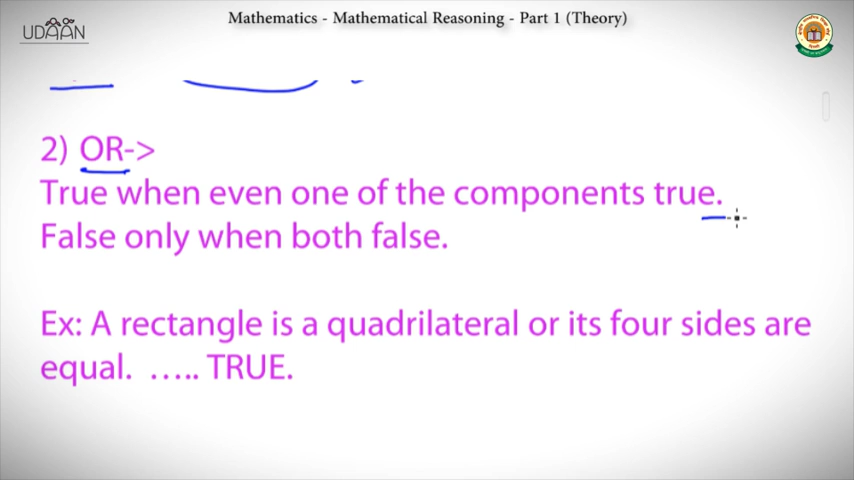 Mathematics - Mathematical Reasoning - Part 1 (Theory)
UDAAN
2) OR->
True when even one of the components true.
False only when both false.
Ex: A rectangle is a quadrilateral or its four sides are
equal. ..... TRUE.